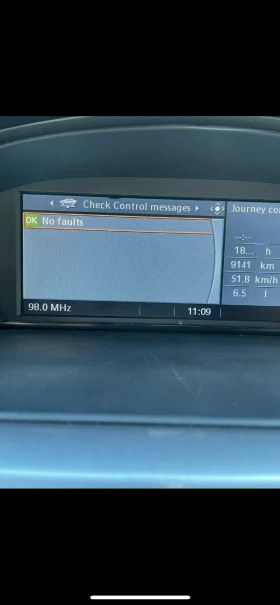 Check Control messages
OK No faults
Journey co
--:--
18... h
9141 km
51.8 km/h
6.5 l
98.0 MHz
11:09